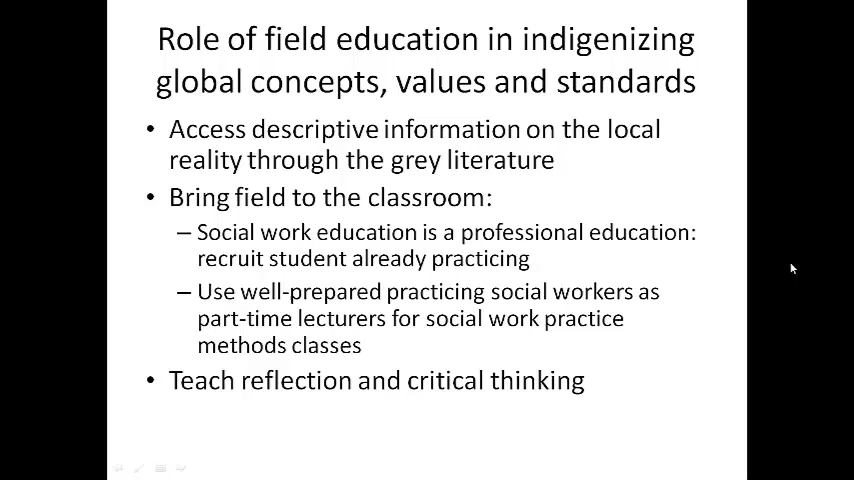 Role of field education in indigenizing
global concepts, values and standards
• Access descriptive information on the local
reality through the grey literature
• Bring field to the classroom:
– Social work education is a professional education:
recruit student already practicing
– Use well-prepared practicing social workers as
part-time lecturers for social work practice
methods classes
• Teach reflection and critical thinking